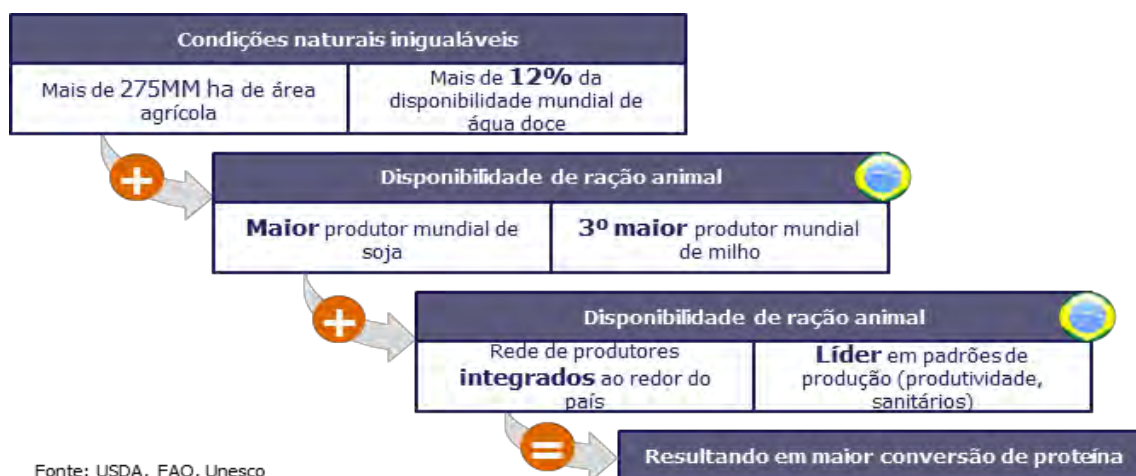 Condições naturais inigualáveis
Mais de 275MM ha de área
agrícola
Mais de 12% da
disponibilidade mundial de
água doce
+
Disponibilidade de ração animal
Maior produtor mundial de
soja
3º maior produtor mundial
de milho
+
Disponibilidade de ração animal
Rede de produtores
integrados ao redor do
país
Líder em padrões de
produção (produtividade,
sanitários)
=
Resultando em maior conversão de proteína
Fonte: USDA, FAO, Unesco